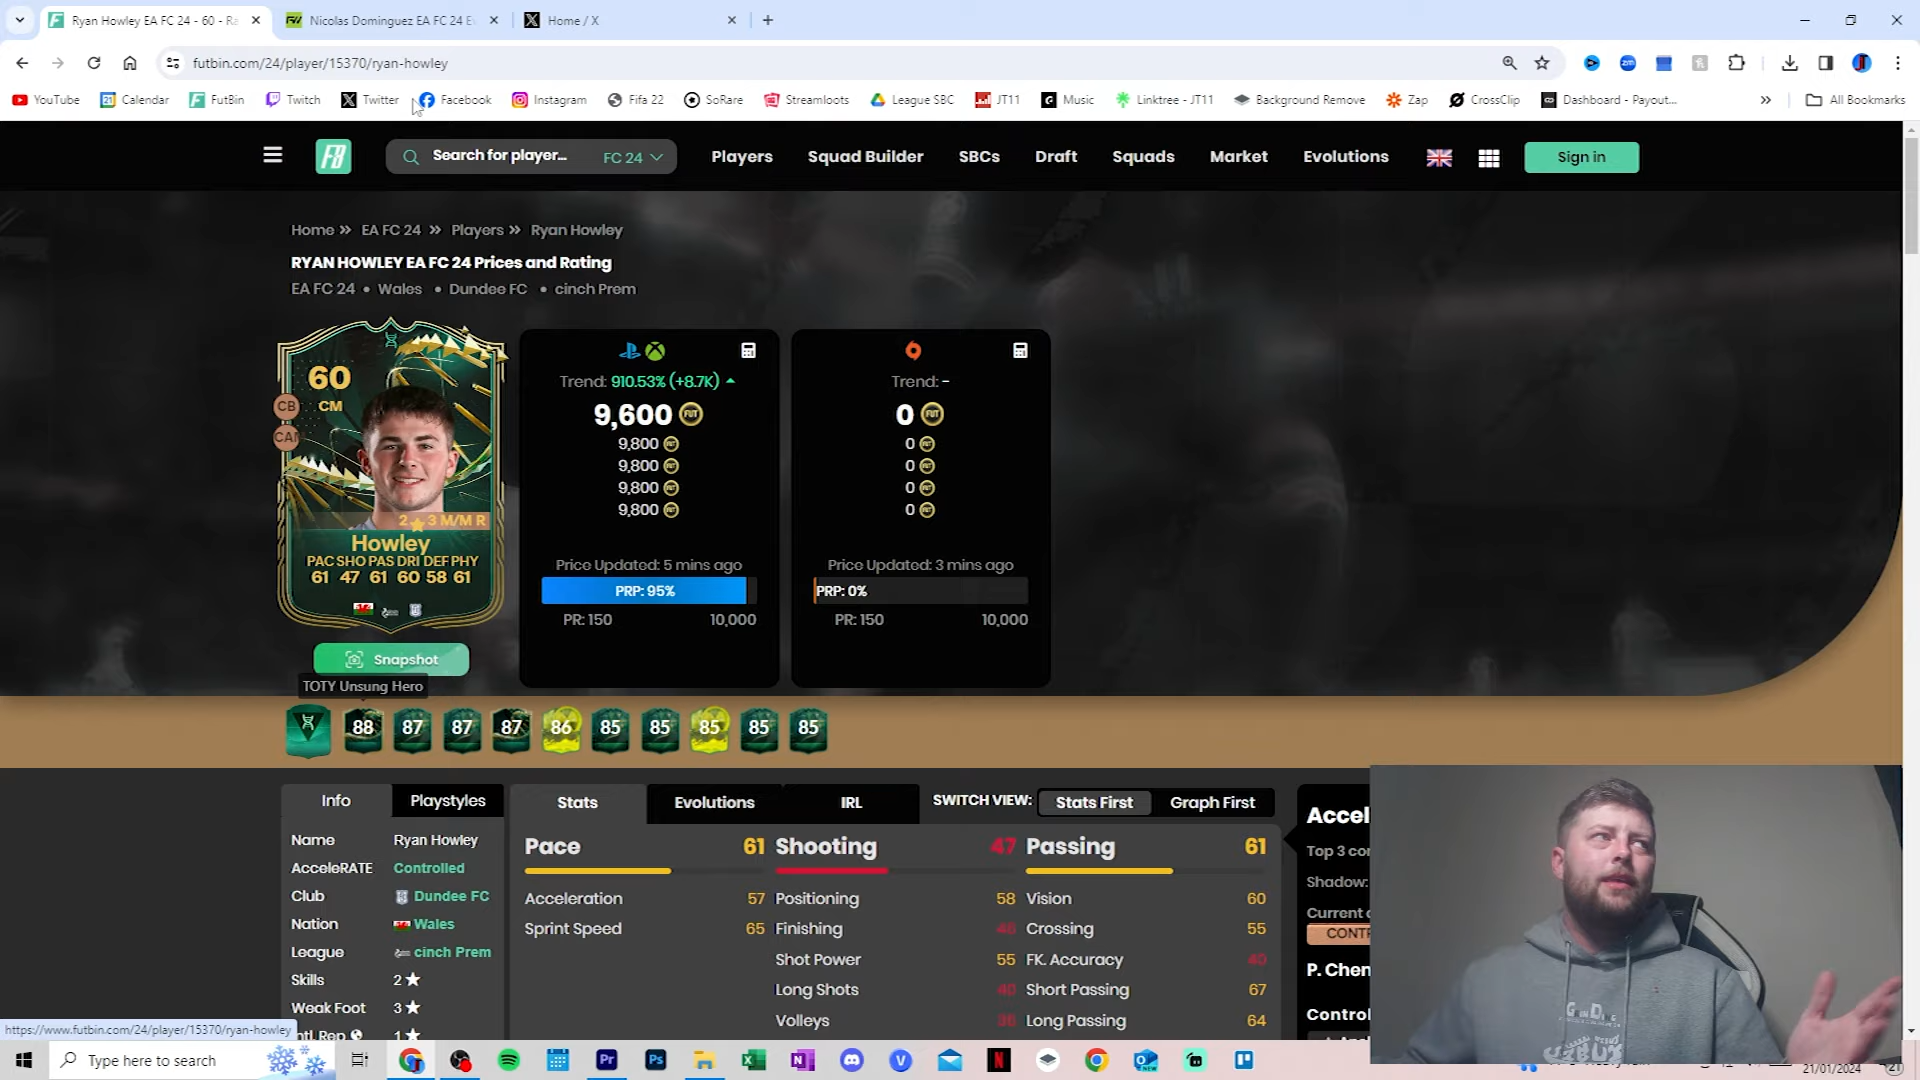 Ryan Howley EA FC 24 - 60 - Ra
Nicolas Dominguez EA FC 24 E
Home / X
futbin.com/24/player/15370/ryan-howley
YouTube
Calendar
FutBin
Twitch
Twitter
Facebook
Instagram
Fifa 22
SoRare
Streamloots
League SBC
JT11
Music
Linktree - JT11
Background Remove
Zap
CrossClip
Dashboard - Payout...
All Bookmarks
FB
Search for player...
FC 24
Players
Squad Builder
SBCs
Draft
Squads
Market
Evolutions
Sign in
Home » EA FC 24 » Players » Ryan Howley
RYAN HOWLEY EA FC 24 Prices and Rating
EA FC 24 • Wales • Dundee FC • cinch Prem
60
CM
CB
CAM
2 ★ 3 M/M R
Howley
PAC SHO PAS DRI DEF PHY
61 47 61 60 58 61
Trend: 910.53% (+8.7K)
9,600
9,800
9,800
9,800
9,800
Price Updated: 5 mins ago
PRP: 95%
PR: 150 10,000
Trend: -
0
0
0
0
0
Price Updated: 3 mins ago
PRP: 0%
PR: 150 10,000
Snapshot
TOTY Unsung Hero
88 87 87 87 86 85 85 85 85 85
Info
Playstyles
Name Ryan Howley
AcceleRATE Controlled
Club Dundee FC
Nation Wales
League cinch Prem
Skills 2 ★
Weak Foot 3 ★
Intl. Rep 1 ★
Stats
Evolutions
IRL
SWITCH VIEW:
Stats First
Graph First
Pace 61
Acceleration 57
Sprint Speed 65
Shooting 47
Positioning 58
Finishing 46
Shot Power 55
Long Shots 40
Volleys 36
Passing 61
Vision 60
Crossing 55
FK. Accuracy 40
Short Passing 67
Long Passing 64
Accel
Top 3 co
Shadow:
Current
CONT
P. Chen
Control
https://www.futbin.com/24/player/15370/ryan-howley
Type here to search
21/01/2024